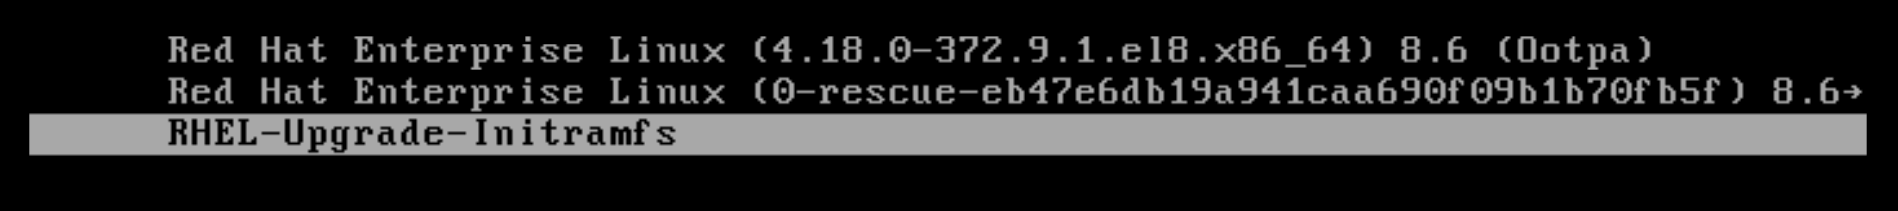 Red Hat Enterprise Linux (4.18.0-372.9.1.el8.x86_64) 8.6 (Ootpa)
Red Hat Enterprise Linux (0-rescue-eb47e6db19a941caa690f09b1b70fb5f) 8.6→
RHEL-Upgrade-Initramfs